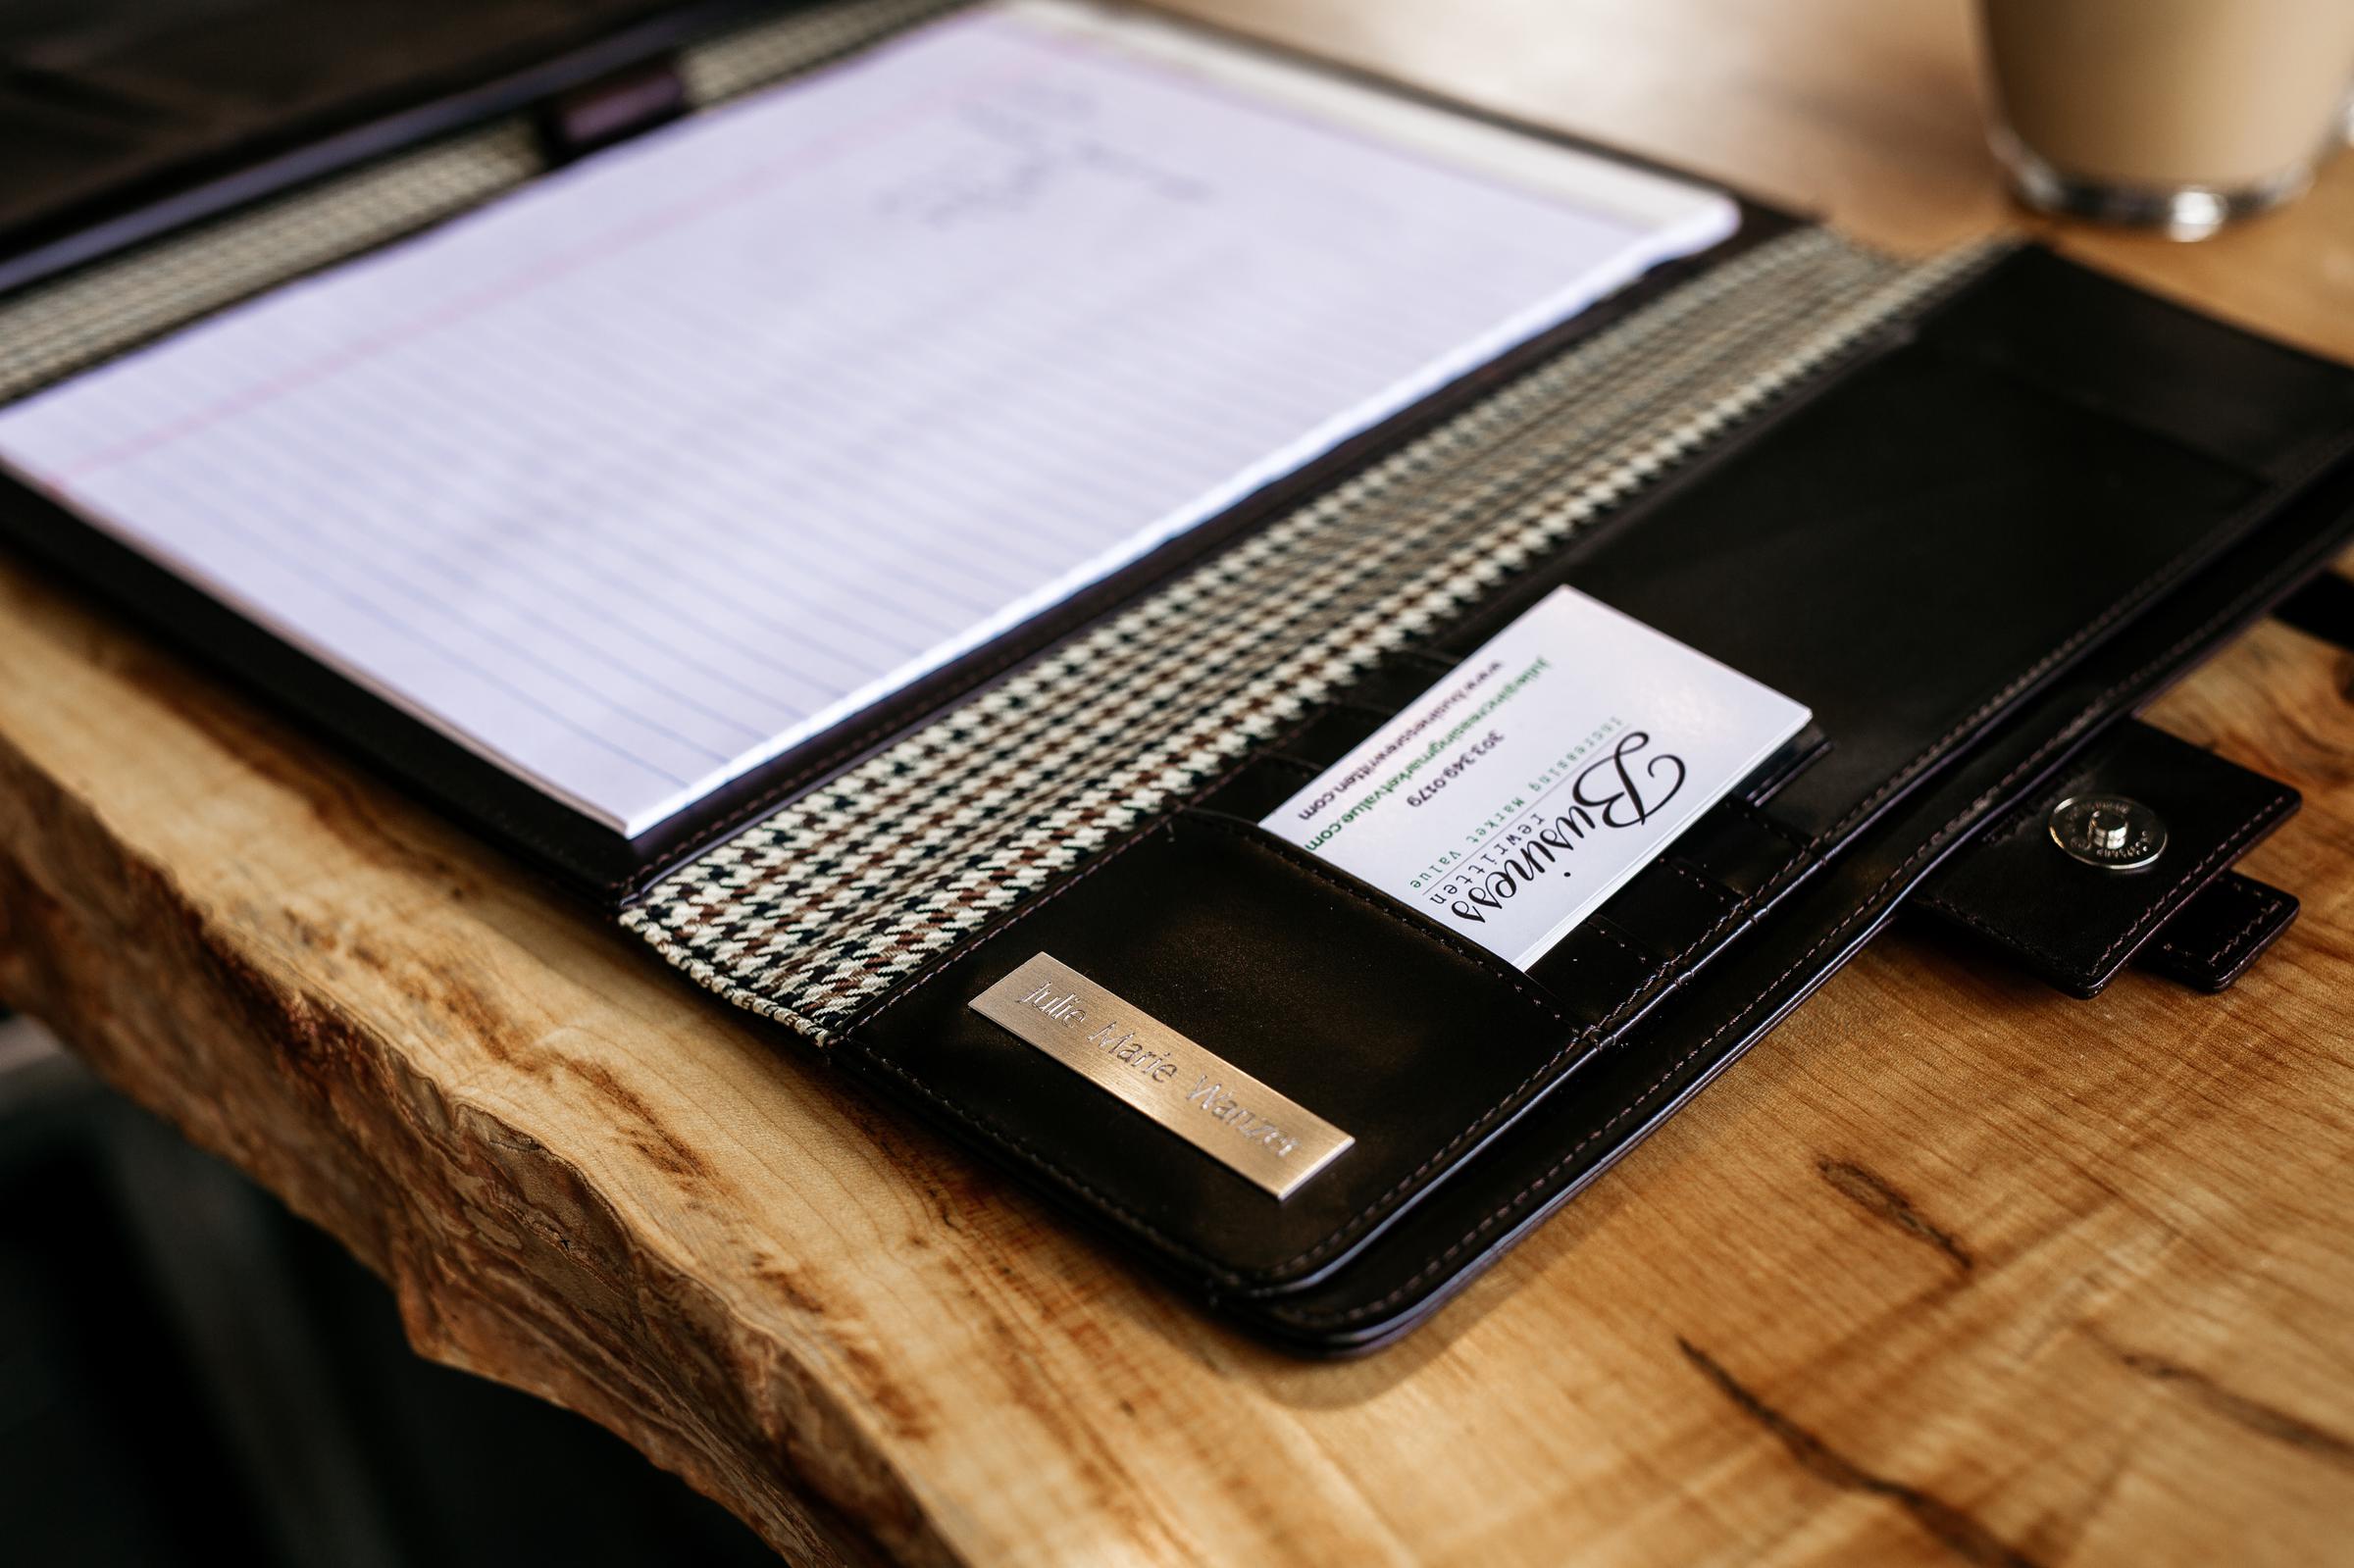 Business
rewritten
Increasing Market Value
303.349.0179
julie@increasingmarketvalue.com
www.businessrewritten.com
Julie Marie Wanzer